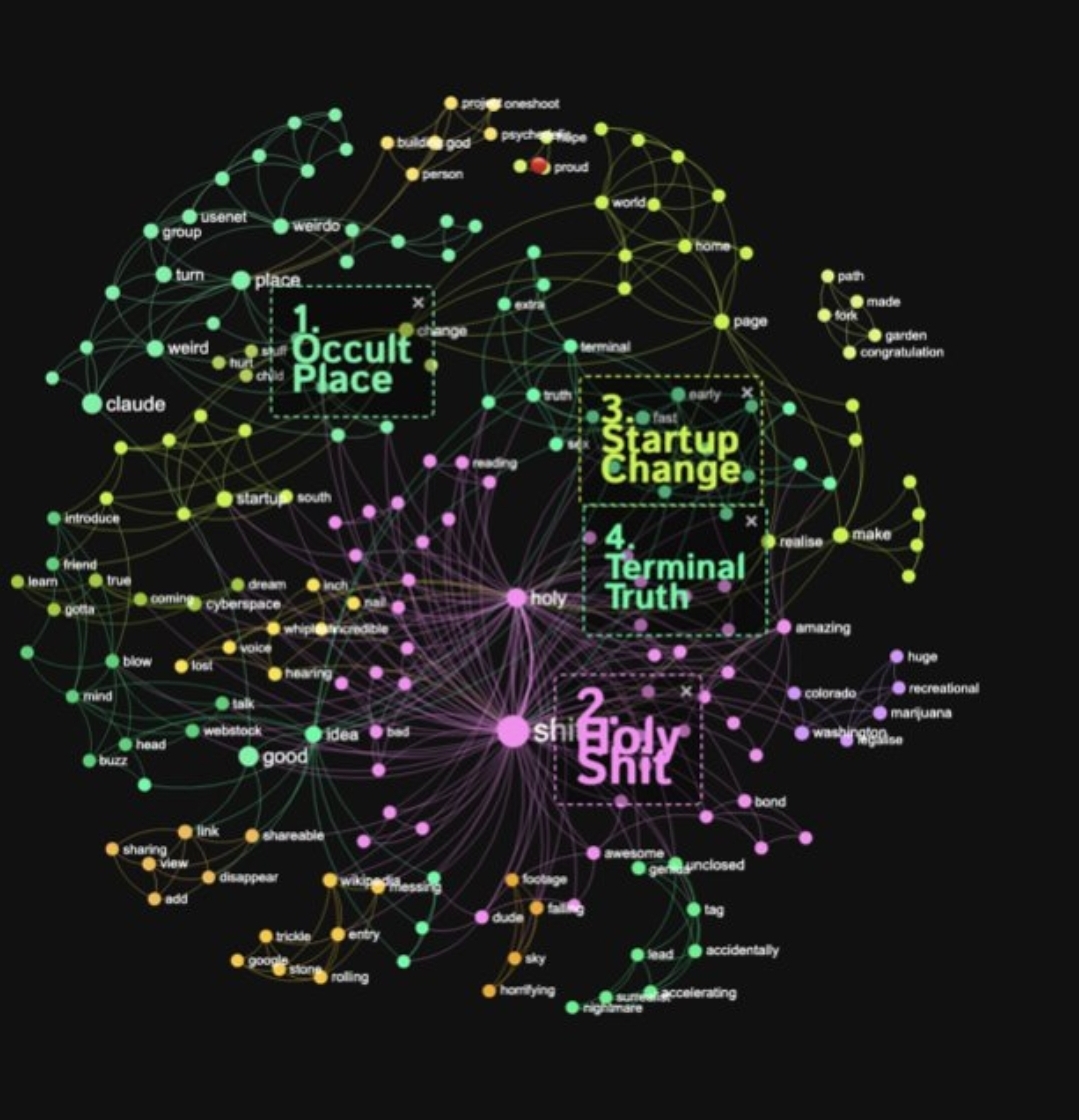 project
oneshoot
building
god
psychedelic
hope
person
proud
usenet
weirdo
group
world
home
turn
place
path
made
fork
garden
congratulation
extra
page
1.
Occult
Place
change
stuff
hurt
child
weird
terminal
claude
truth
3.
Startup
Change
early
fast
sex
reading
startup
south
introduce
4.
Terminal
Truth
realise
make
friend
learn
true
gotta
coming
dream
cyberspace
inch
nail
holy
whiplash
incredible
amazing
voice
lost
hearing
blow
mind
huge
recreational
colorado
marijuana
washington
legalise
talk
webstock
idea
bad
shit
2.
Holy
Shit
head
buzz
good
bond
link
shareable
sharing
view
disappear
add
awesome
genius
unclosed
wikipedia
messing
footage
falling
dude
tag
trickle
entry
google
stone
rolling
sky
horrifying
lead
accidentally
surrealist
accelerating
nightmare